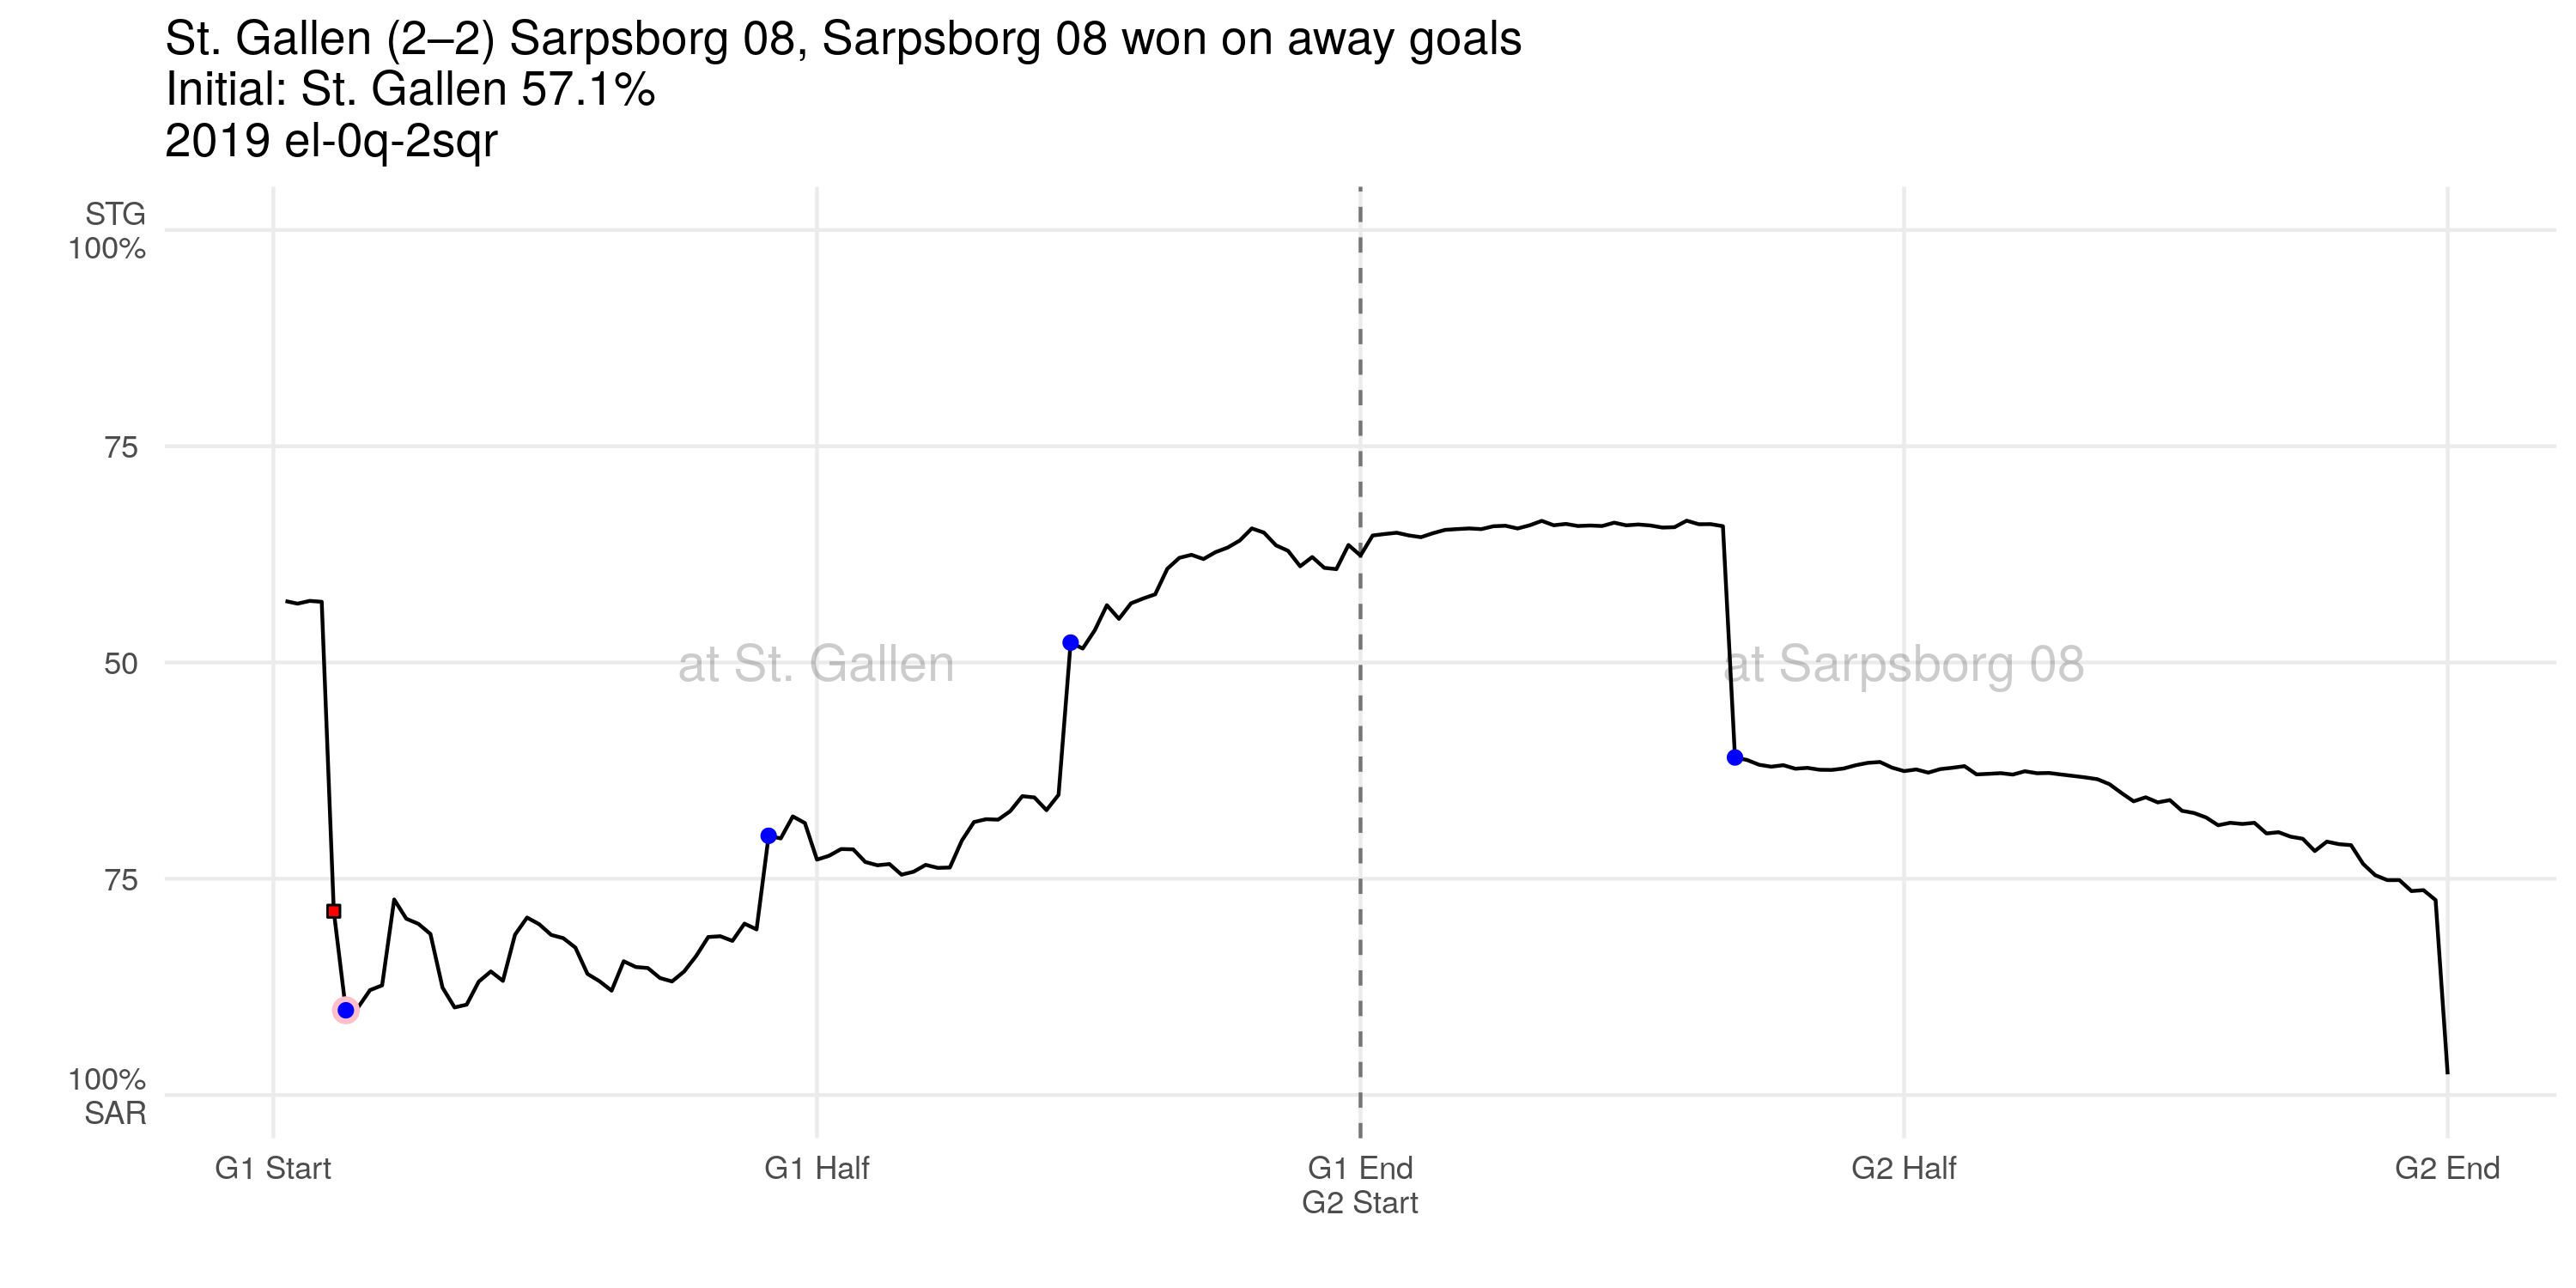 St. Gallen (2–2) Sarpsborg 08, Sarpsborg 08 won on away goals
Initial: St. Gallen 57.1%
2019 el-0q-2sqr
STG
100%
75
50
at St. Gallen
at Sarpsborg 08
75
100%
SAR
G1 Start
G1 Half
G1 End
G2 Start
G2 Half
G2 End